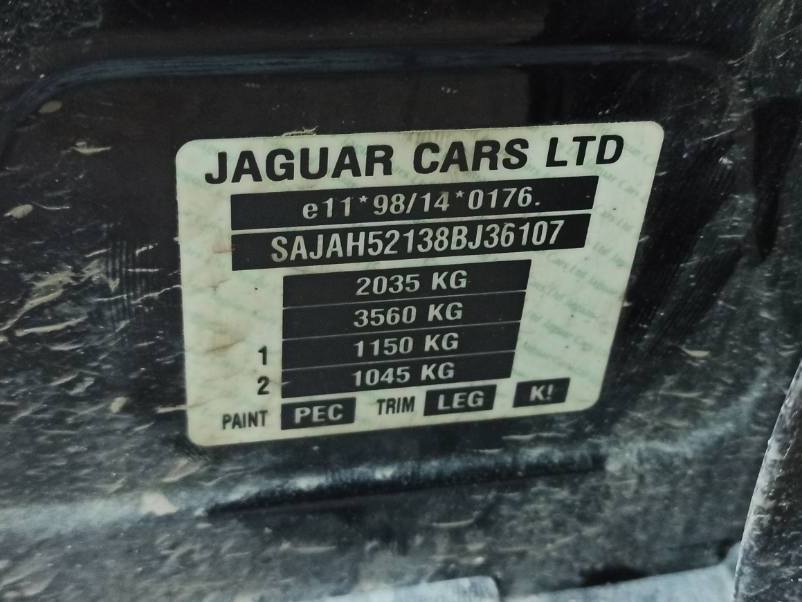 JAGUAR CARS LTD
e11*98/14*0176.
SAJAH52138BJ36107
2035 KG
3560 KG
1 1150 KG
2 1045 KG
PAINT PEC TRIM LEG K!